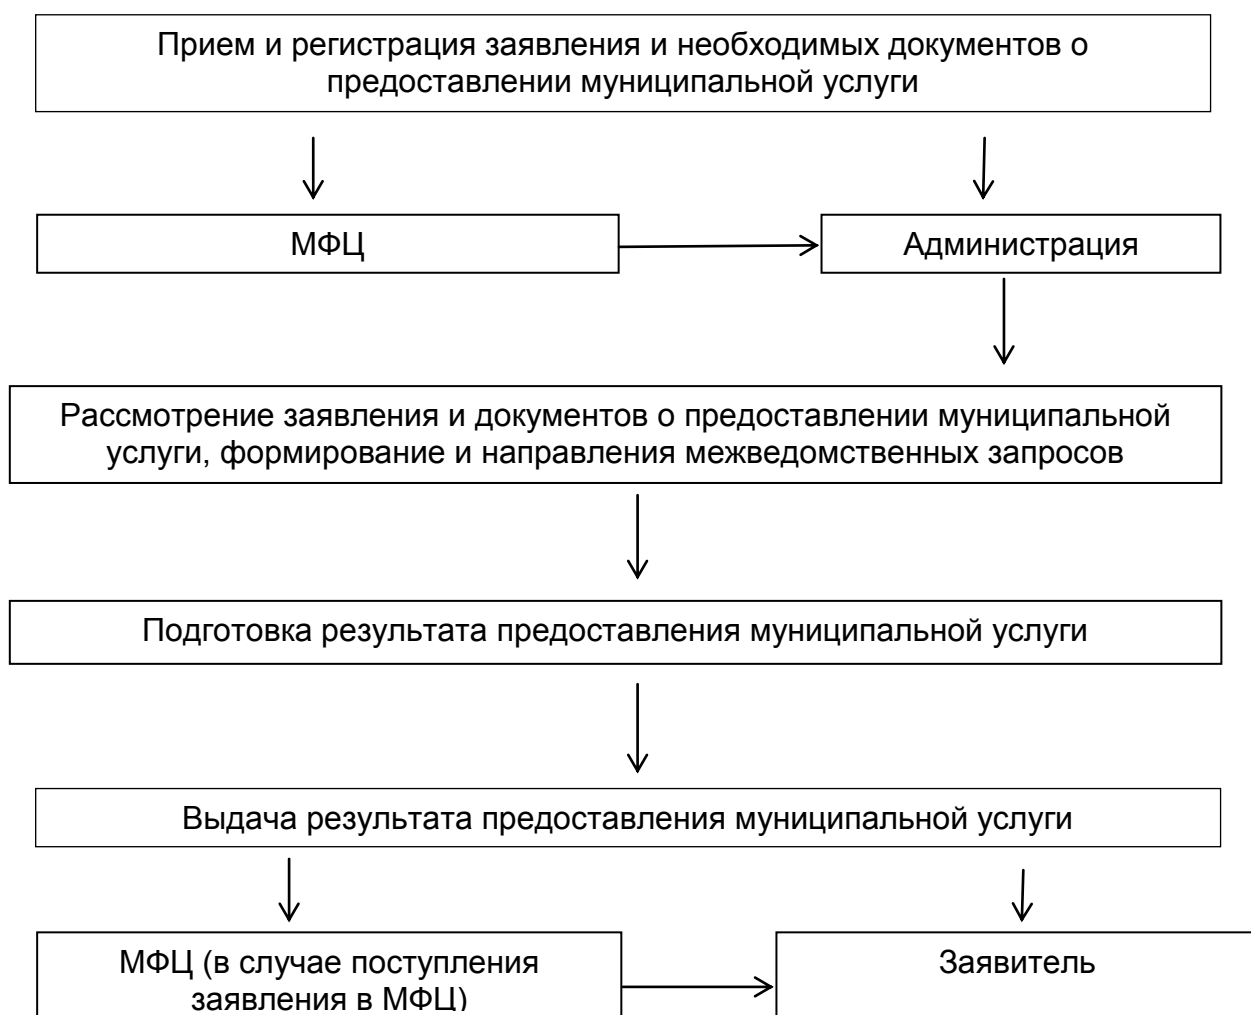 Прием и регистрация заявления и необходимых документов о
предоставлении муниципальной услуги
МФЦ
Администрация
Рассмотрение заявления и документов о предоставлении муниципальной
услуги, формирование и направления межведомственных запросов
Подготовка результата предоставления муниципальной услуги
Выдача результата предоставления муниципальной услуги
МФЦ (в случае поступления
заявления в МФЦ)
Заявитель